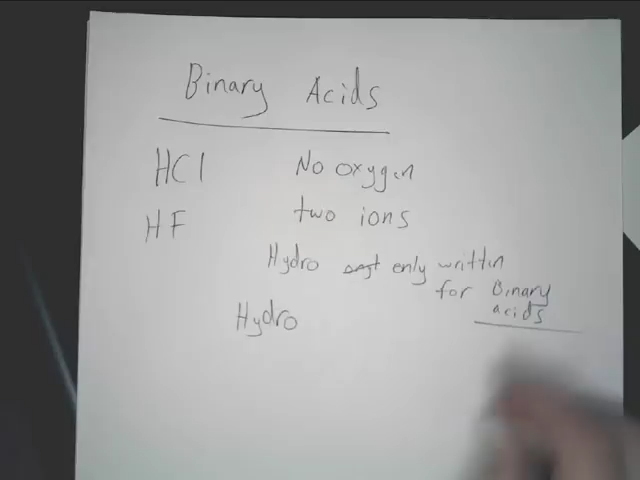 Binary Acids
HCl No oxygen
HF two ions
Hydro only written
for Binary
acids
Hydro